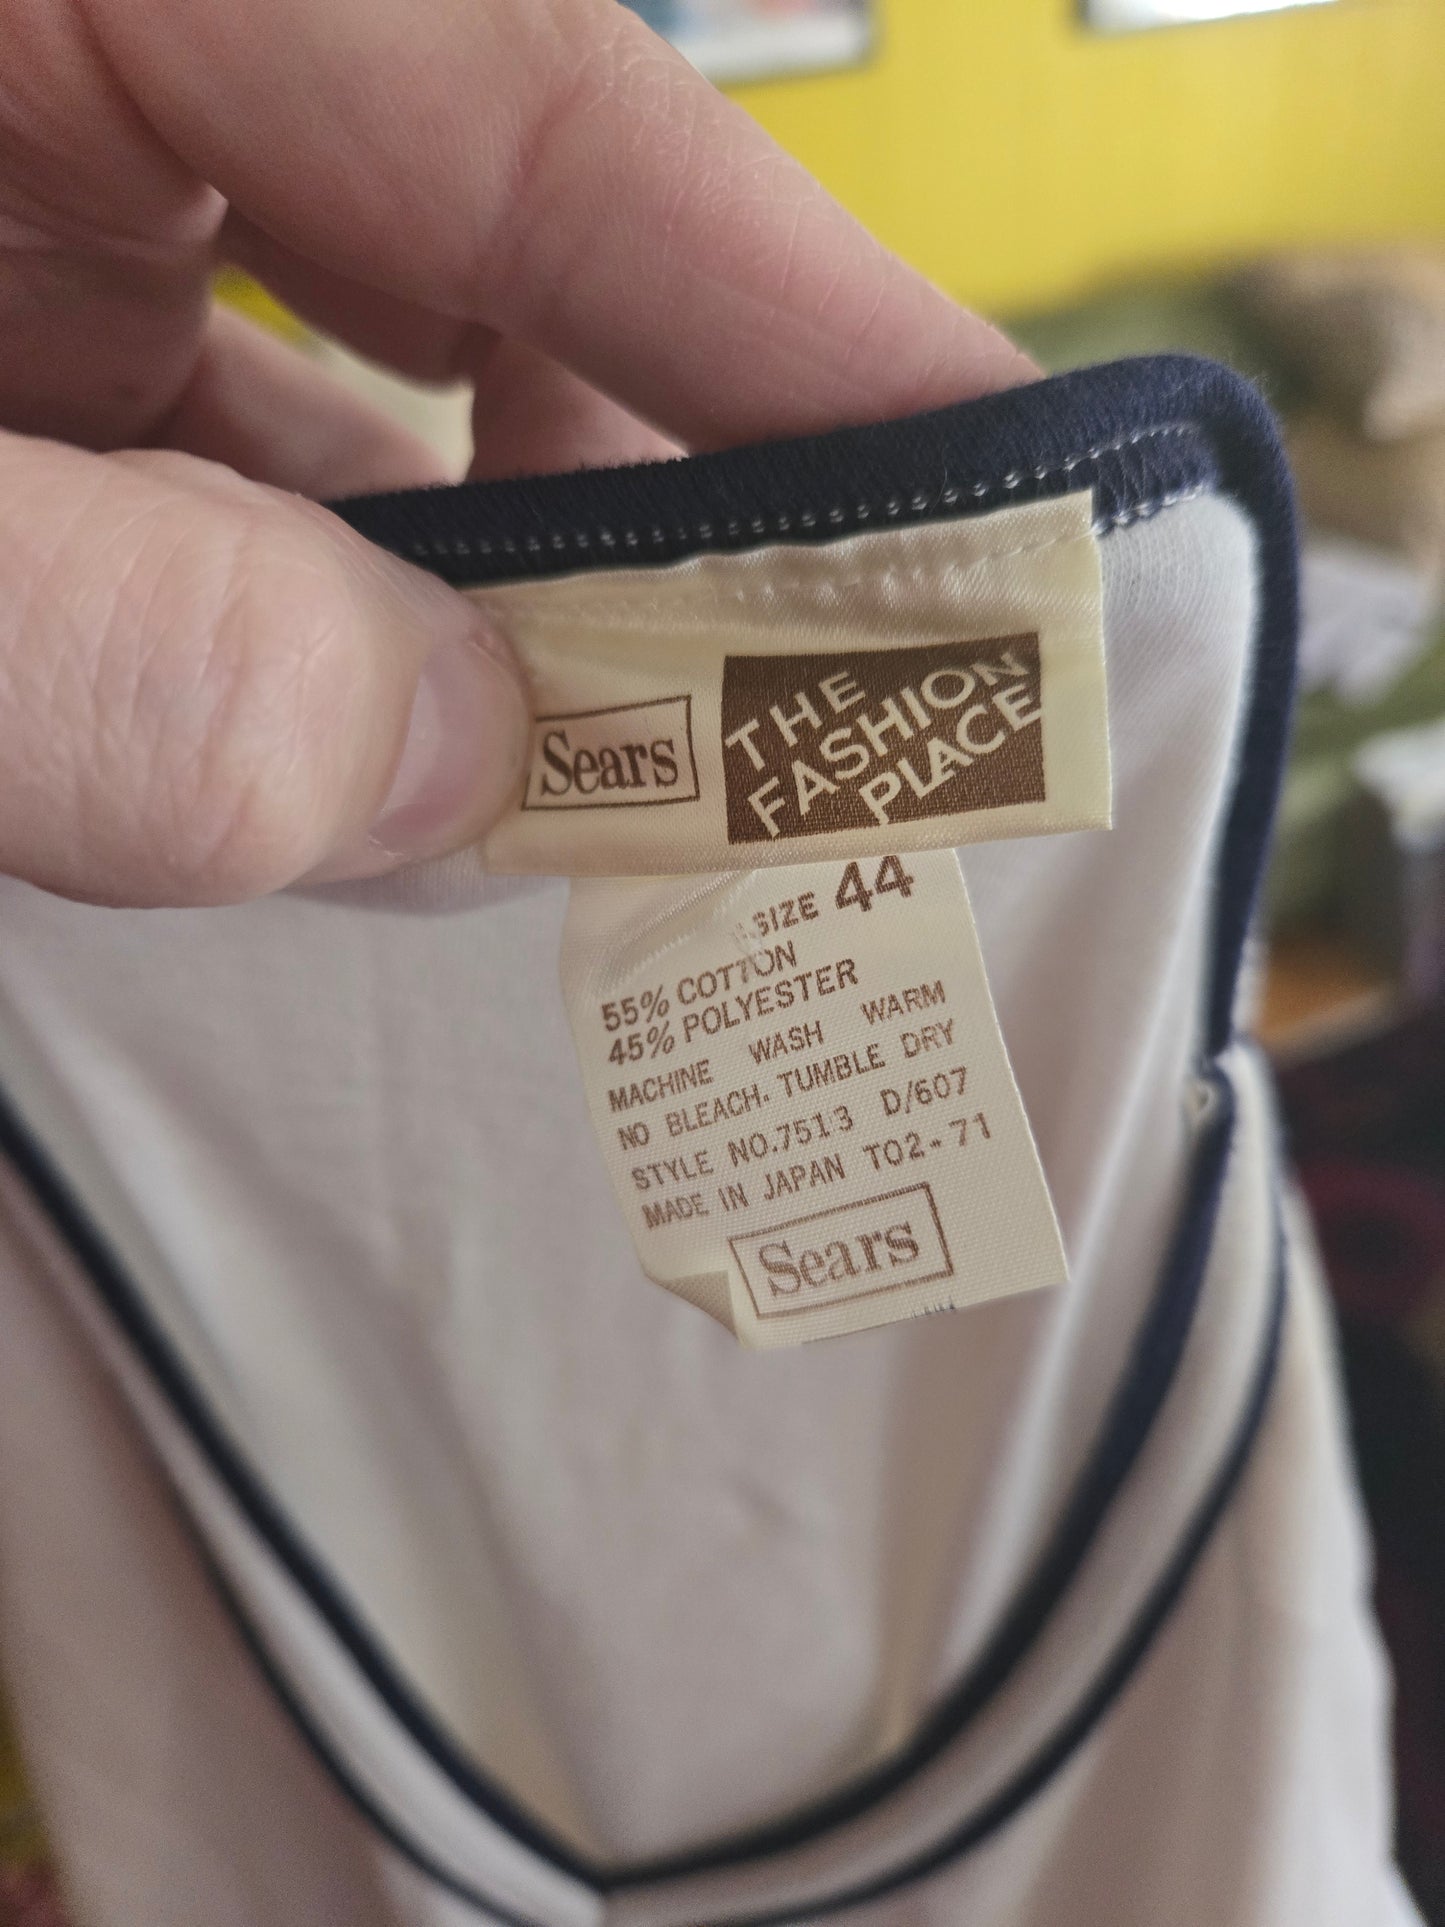 Sears
THE
FASHION
PLACE
SIZE 44
55% COTTON
45% POLYESTER
MACHINE WASH WARM
NO BLEACH. TUMBLE DRY
STYLE NO.7513 D/607
MADE IN JAPAN T02-71
Sears